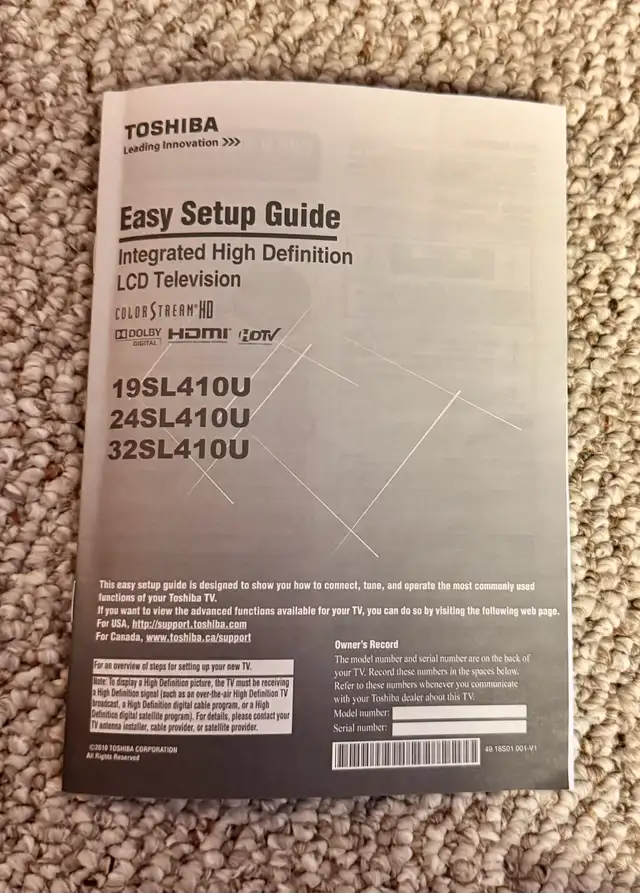 TOSHIBA
Leading Innovation >>>
Easy Setup Guide
Integrated High Definition
LCD Television
COLORSTREAM® HD
DOLBY DIGITAL HDMI HDTV
19SL410U
24SL410U
32SL410U
This easy setup guide is designed to show you how to connect, tune, and operate the most commonly used
functions of your Toshiba TV.
If you want to view the advanced functions available for your TV, you can do so by visiting the following web page.
For USA, http://support.toshiba.com
For Canada, www.toshiba.ca/support
For an overview of steps for setting up your new TV.
Note: To display a High Definition picture, the TV must be receiving
a High Definition signal (such as an over-the-air High Definition TV
broadcast, a High Definition digital cable program, or a High
Definition digital satellite program). For details, please contact your
TV antenna installer, cable provider, or satellite provider.
©2010 TOSHIBA CORPORATION
All Rights Reserved
Owner's Record
The model number and serial number are on the back of
your TV. Record these numbers in the spaces below.
Refer to these numbers whenever you communicate
with your Toshiba dealer about this TV.
Model number:
Serial number:
49.18S01.001-V1